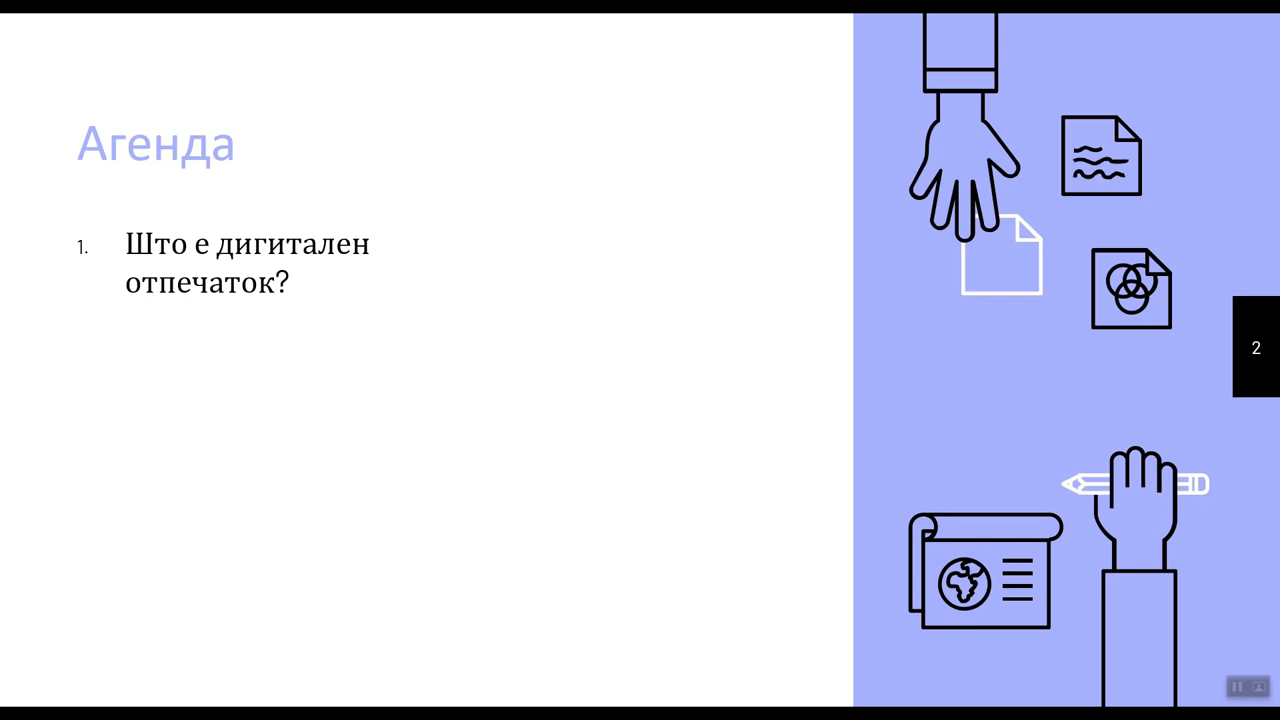 Агенда
1. Што е дигитален
отпечаток?
2